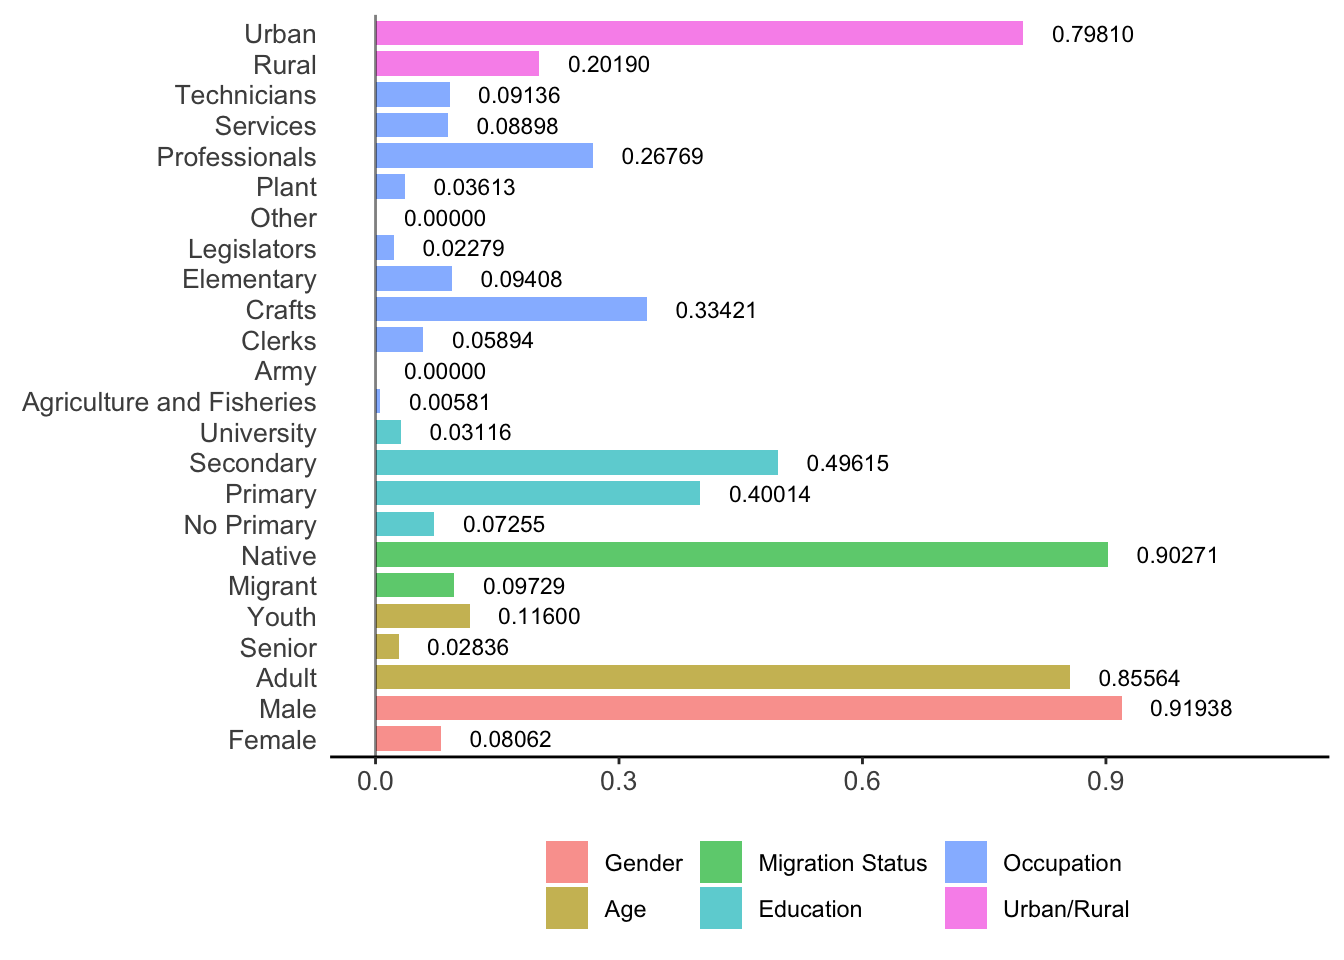 Urban 0.79810
Rural 0.20190
Technicians 0.09136
Services 0.08898
Professionals 0.26769
Plant 0.03613
Other 0.00000
Legislators 0.02279
Elementary 0.09408
Crafts 0.33421
Clerks 0.05894
Army 0.00000
Agriculture and Fisheries 0.00581
University 0.03116
Secondary 0.49615
Primary 0.40014
No Primary 0.07255
Native 0.90271
Migrant 0.09729
Youth 0.11600
Senior 0.02836
Adult 0.85564
Male 0.91938
Female 0.08062
0.0 0.3 0.6 0.9
Gender Migration Status Occupation
Age Education Urban/Rural